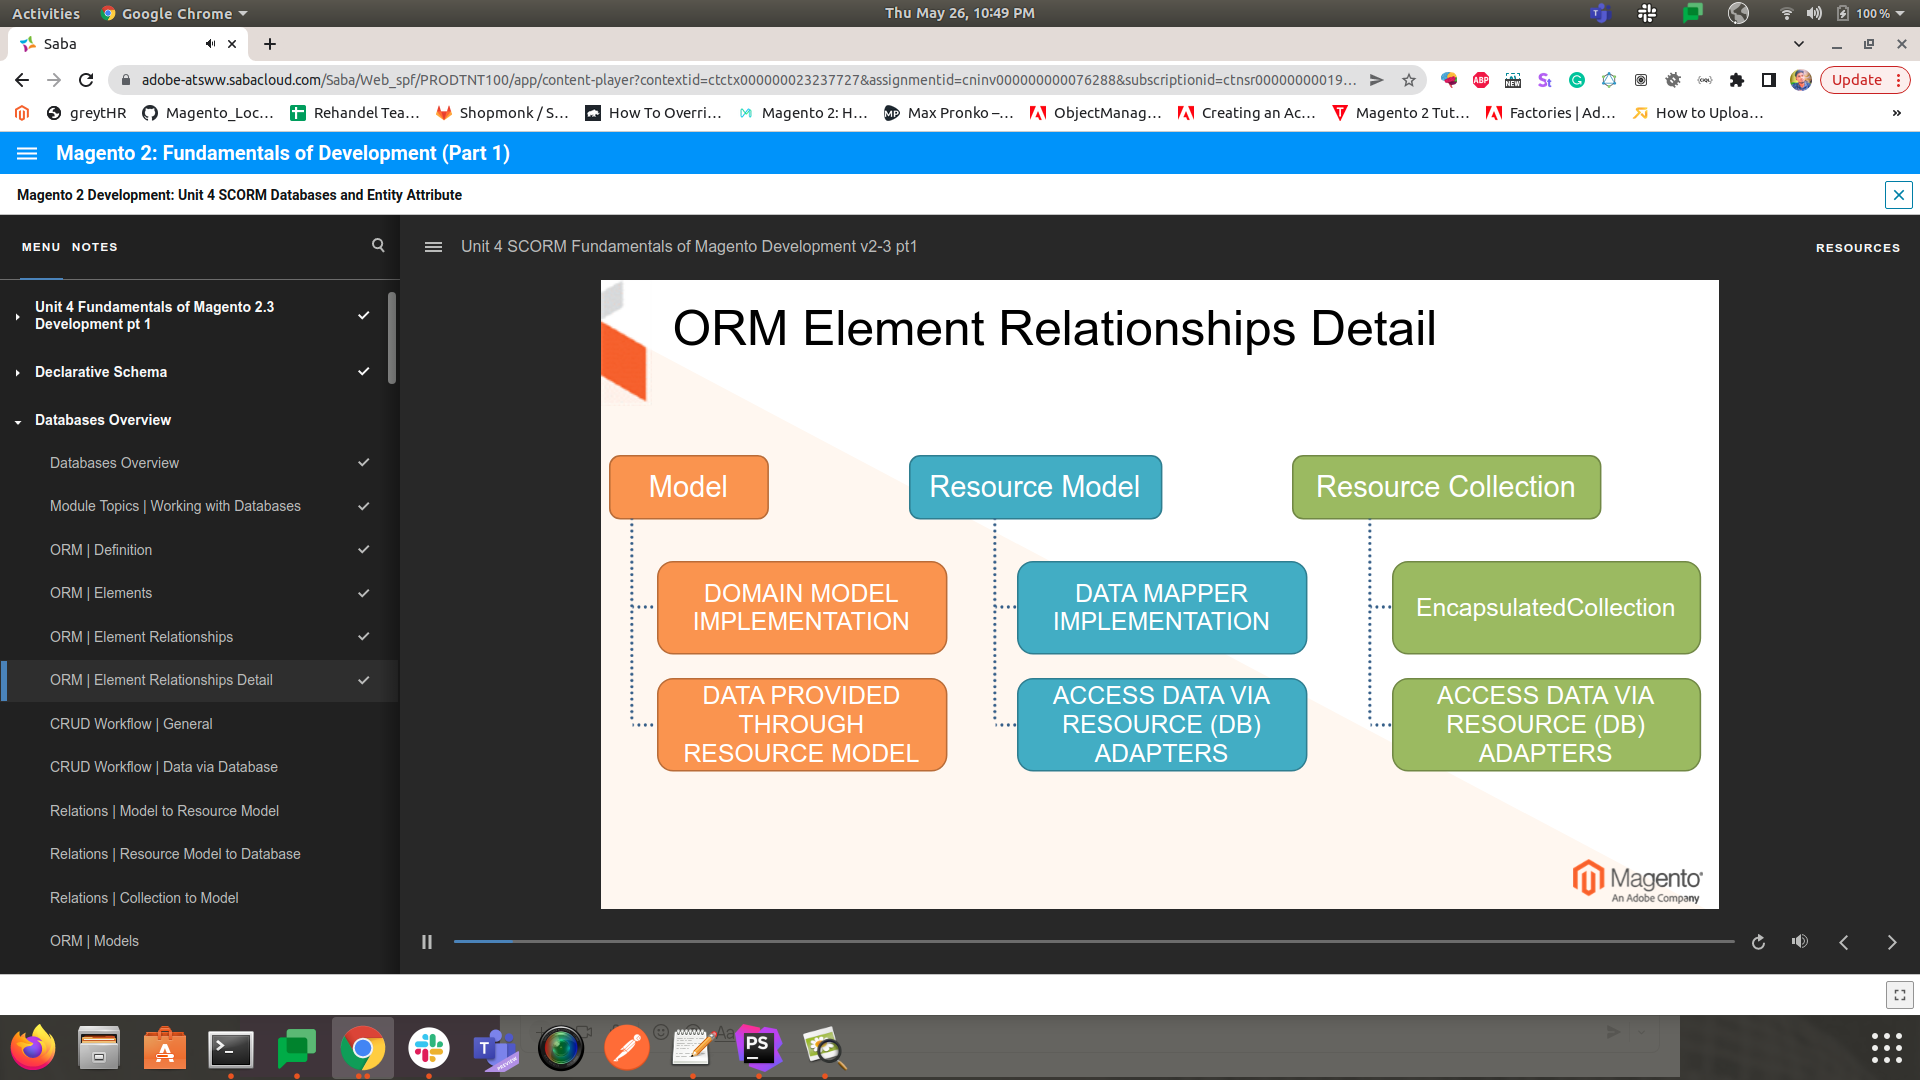 Activities
Google Chrome
Thu May 26, 10:49 PM
100 %
Saba
adobe-atsww.sabacloud.com/Saba/Web_spf/PRODTNT100/app/content-player?contextid=ctctx000000023237727&assignmentid=cninv000000000076288&subscriptionid=ctnsr00000000019...
ABP
NEW
St
Update
greytHR
Magento_Loc...
Rehandel Tea...
Shopmonk / S...
How To Overri...
Magento 2: H...
Max Pronko –...
ObjectManag...
Creating an Ac...
Magento 2 Tut...
Factories | Ad...
How to Uploa...
»
Magento 2: Fundamentals of Development (Part 1)
Magento 2 Development: Unit 4 SCORM Databases and Entity Attribute
MENU
NOTES
Unit 4 SCORM Fundamentals of Magento Development v2-3 pt1
RESOURCES
Unit 4 Fundamentals of Magento 2.3
Development pt 1
Declarative Schema
Databases Overview
Databases Overview
Module Topics | Working with Databases
ORM | Definition
ORM | Elements
ORM | Element Relationships
ORM | Element Relationships Detail
CRUD Workflow | General
CRUD Workflow | Data via Database
Relations | Model to Resource Model
Relations | Resource Model to Database
Relations | Collection to Model
ORM | Models
ORM Element Relationships Detail
Model
DOMAIN MODEL
IMPLEMENTATION
DATA PROVIDED
THROUGH
RESOURCE MODEL
Resource Model
DATA MAPPER
IMPLEMENTATION
ACCESS DATA VIA
RESOURCE (DB)
ADAPTERS
Resource Collection
EncapsulatedCollection
ACCESS DATA VIA
RESOURCE (DB)
ADAPTERS
Magento
An Adobe Company
PS